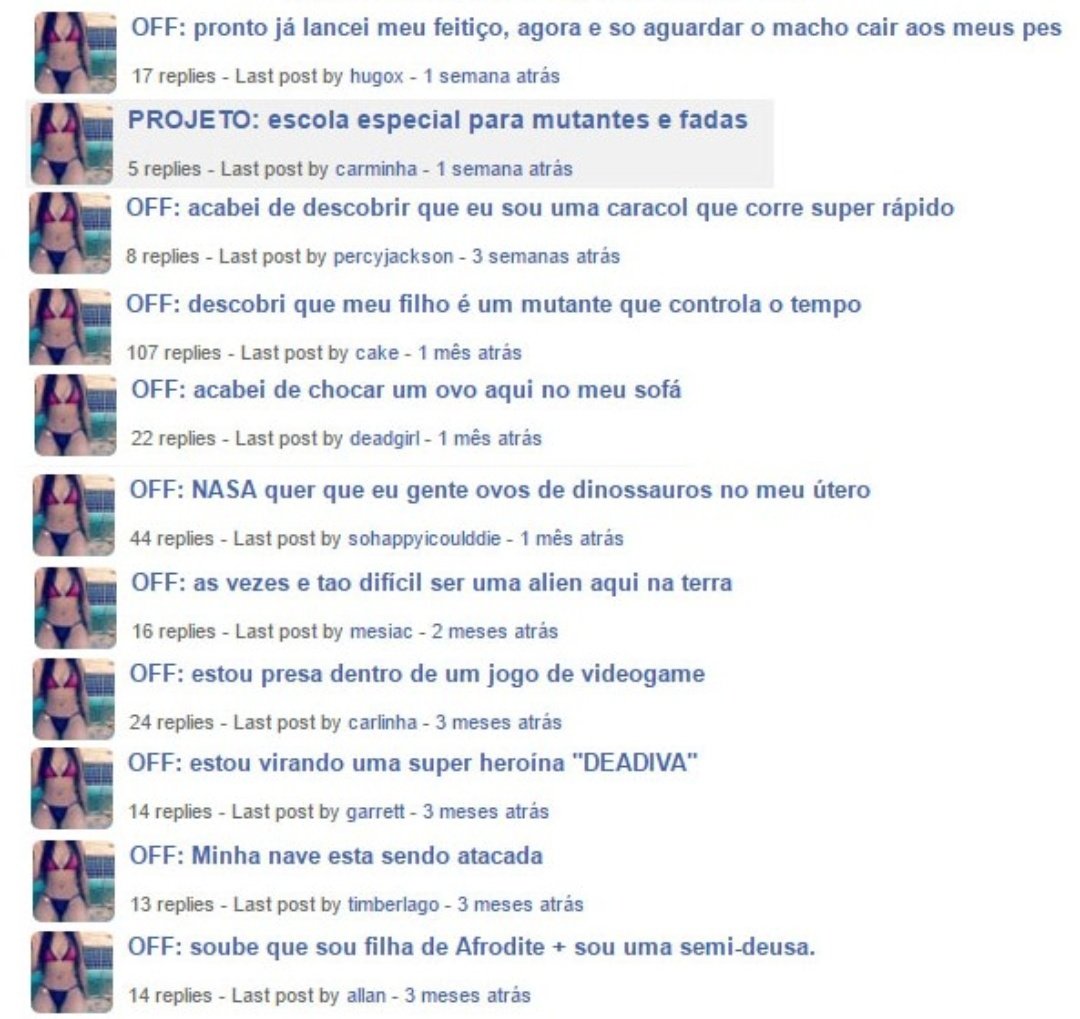 OFF: pronto já lancei meu feitiço, agora e so aguardar o macho cair aos meus pes
17 replies - Last post by hugox - 1 semana atrás
PROJETO: escola especial para mutantes e fadas
5 replies - Last post by carminha - 1 semana atrás
OFF: acabei de descobrir que eu sou uma caracol que corre super rápido
8 replies - Last post by percyjackson - 3 semanas atrás
OFF: descobri que meu filho é um mutante que controla o tempo
107 replies - Last post by cake - 1 mês atrás
OFF: acabei de chocar um ovo aqui no meu sofá
22 replies - Last post by deadgirl - 1 mês atrás
OFF: NASA quer que eu gente ovos de dinossauros no meu útero
44 replies - Last post by sohappyicoulddie - 1 mês atrás
OFF: as vezes e tao difícil ser uma alien aqui na terra
16 replies - Last post by mesiac - 2 meses atrás
OFF: estou presa dentro de um jogo de videogame
24 replies - Last post by carlinha - 3 meses atrás
OFF: estou virando uma super heroína "DEADIVA"
14 replies - Last post by garrett - 3 meses atrás
OFF: Minha nave esta sendo atacada
13 replies - Last post by timberlago - 3 meses atrás
OFF: soube que sou filha de Afrodite + sou uma semi-deusa.
14 replies - Last post by allan - 3 meses atrás